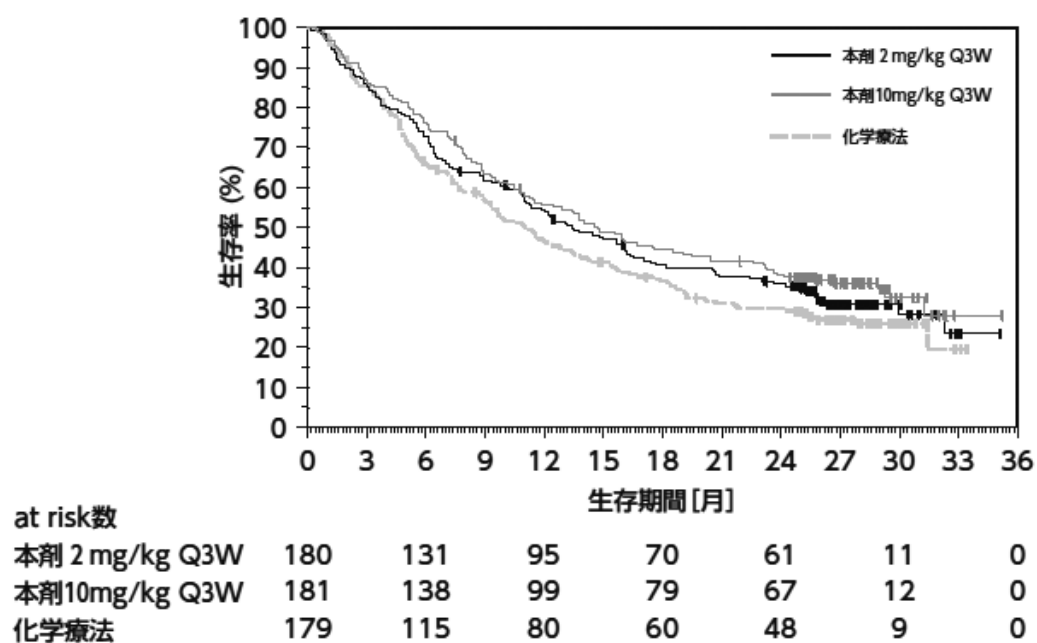 100
90
80
70
60
50
40
30
20
10
0
生存率 (%)
本剤 2 mg/kg Q3W
本剤10mg/kg Q3W
化学療法
0 3 6 9 12 15 18 21 24 27 30 33 36
生存期間 [月]
at risk数
本剤 2 mg/kg Q3W 180 131 95 70 61 11 0
本剤10mg/kg Q3W 181 138 99 79 67 12 0
化学療法 179 115 80 60 48 9 0